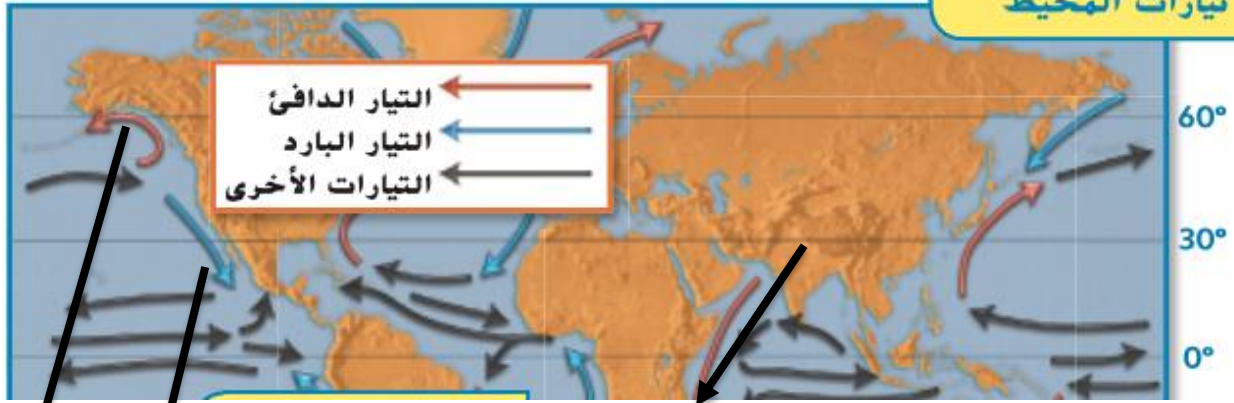 تيارات المحيط
التيار الدافئ
التيار البارد
التيارات الأخرى
60°
30°
0°